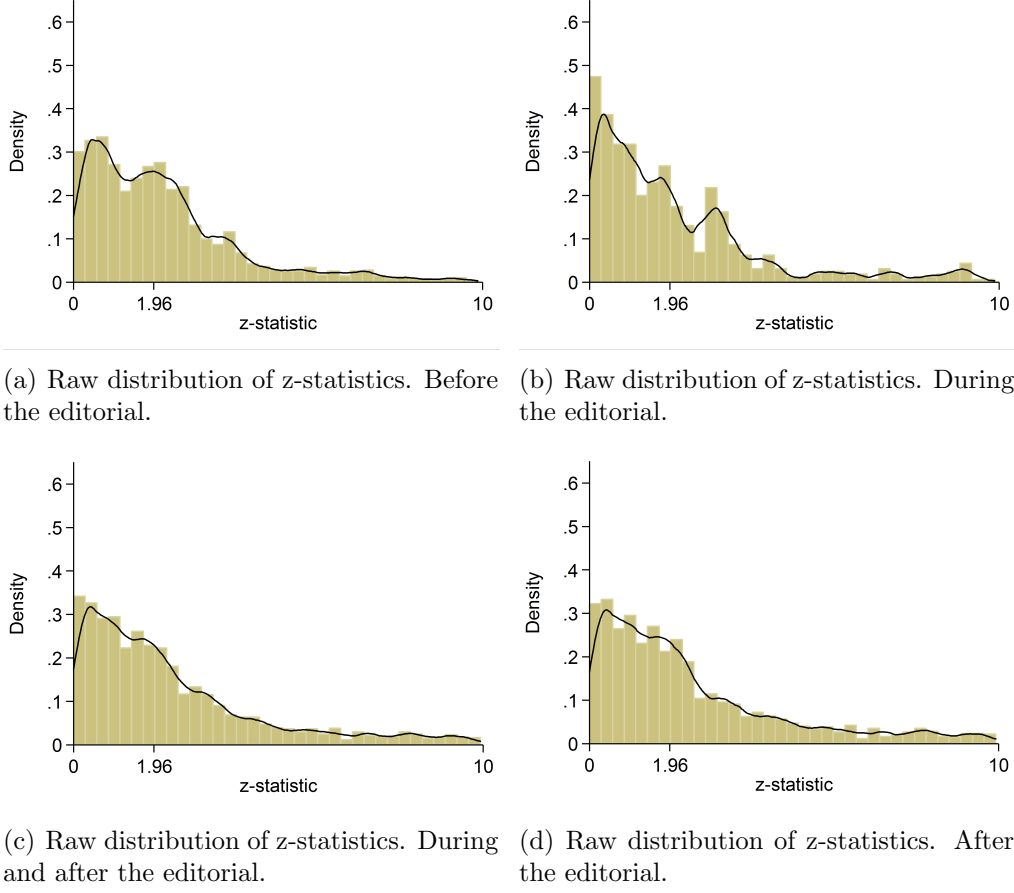 .6
.5
.4
.3
.2
.1
0
Density
0 1.96 10
z-statistic
(a) Raw distribution of z-statistics. Before
the editorial.
.6
.5
.4
.3
.2
.1
0
Density
0 1.96 10
z-statistic
(b) Raw distribution of z-statistics. During
the editorial.
.6
.5
.4
.3
.2
.1
0
Density
0 1.96 10
z-statistic
(c) Raw distribution of z-statistics. During
and after the editorial.
.6
.5
.4
.3
.2
.1
0
Density
0 1.96 10
z-statistic
(d) Raw distribution of z-statistics. After
the editorial.